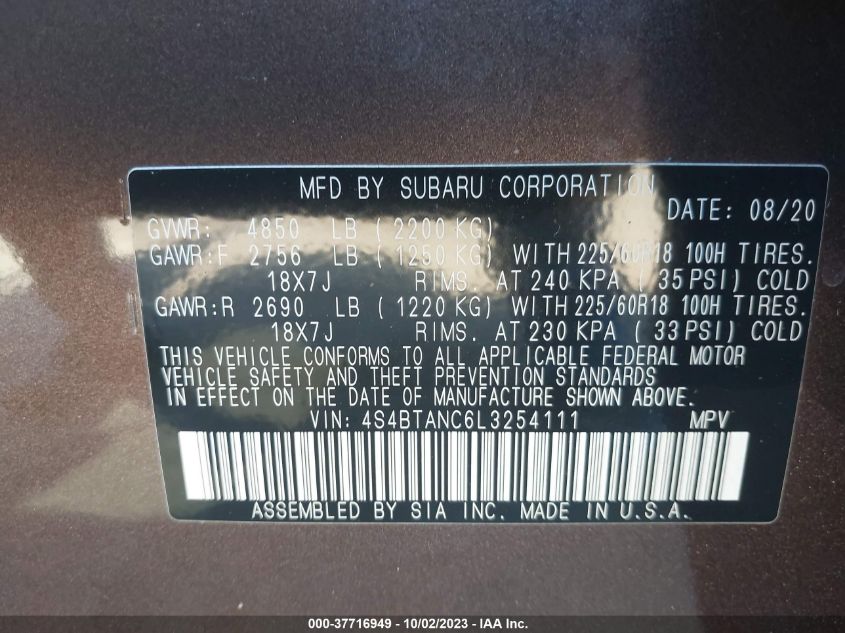 MFD BY SUBARU CORPORATION
DATE: 08/20
GVWR: 4850 LB ( 2200 KG)
GAWR:F 2756 LB ( 1250 KG) WITH 225/60R18 100H TIRES.
18X7J RIMS. AT 240 KPA ( 35 PSI) COLD
GAWR:R 2690 LB ( 1220 KG) WITH 225/60R18 100H TIRES.
18X7J RIMS. AT 230 KPA ( 33 PSI) COLD
THIS VEHICLE CONFORMS TO ALL APPLICABLE FEDERAL MOTOR
VEHICLE SAFETY AND THEFT PREVENTION STANDARDS
IN EFFECT ON THE DATE OF MANUFACTURE SHOWN ABOVE.
VIN: 4S4BTANC6L3254111 MPV
ASSEMBLED BY SIA INC. MADE IN U.S.A.
000-37716949 - 10/02/2023 - IAA Inc.